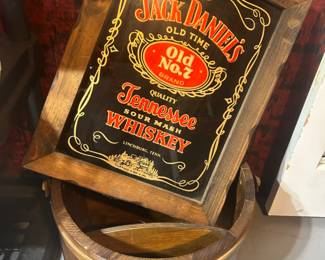 JACK DANIEL'S
OLD TIME
Old
No.7
BRAND
QUALITY
Tennessee
SOUR MASH
WHISKEY
LYNCHBURG, TENN.